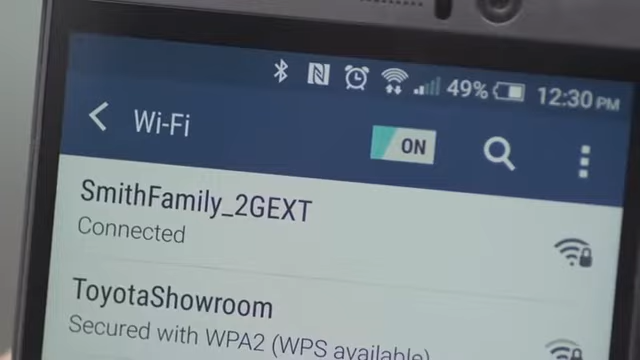 49% 12:30 PM
Wi-Fi ON
SmithFamily_2GEXT
Connected
ToyotaShowroom
Secured with WPA2 (WPS available)